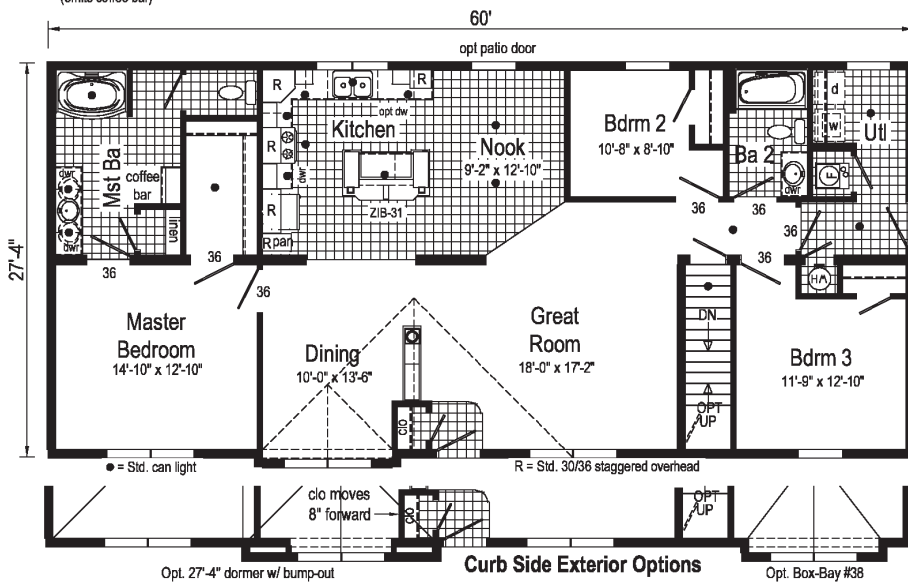 (omits coffee bar)
60'
opt patio door
27'-4"
Mst Ba
dwr
dwr
coffee
bar
linen
36
36
36
Kitchen
opt dw
R
R
R
R
R
pan
dwr
ZIB-31
Nook
9'-2" x 12'-10"
Bdrm 2
10'-8" x 8'-10"
Ba 2
dwr
d
w
Utl
F
36
36
36
36
HW
Master
Bedroom
14'-10" x 12'-10"
Dining
10'-0" x 13'-6"
clo
Great
Room
18'-0" x 17'-2"
DN
OPT
UP
Bdrm 3
11'-9" x 12'-10"
● = Std. can light
R = Std. 30/36 staggered overhead
clo moves
8" forward
clo
OPT
UP
Opt. 27'-4" dormer w/ bump-out
Curb Side Exterior Options
Opt. Box-Bay #38